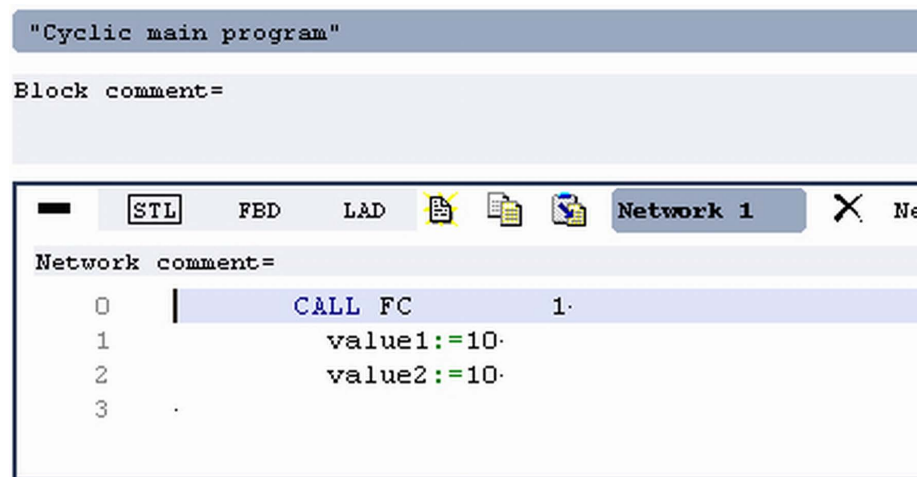 "Cyclic main program"
Block comment=
STL FBD LAD Network 1 Ne
Network comment=
0 CALL FC 1
1 value1:=10
2 value2:=10
3